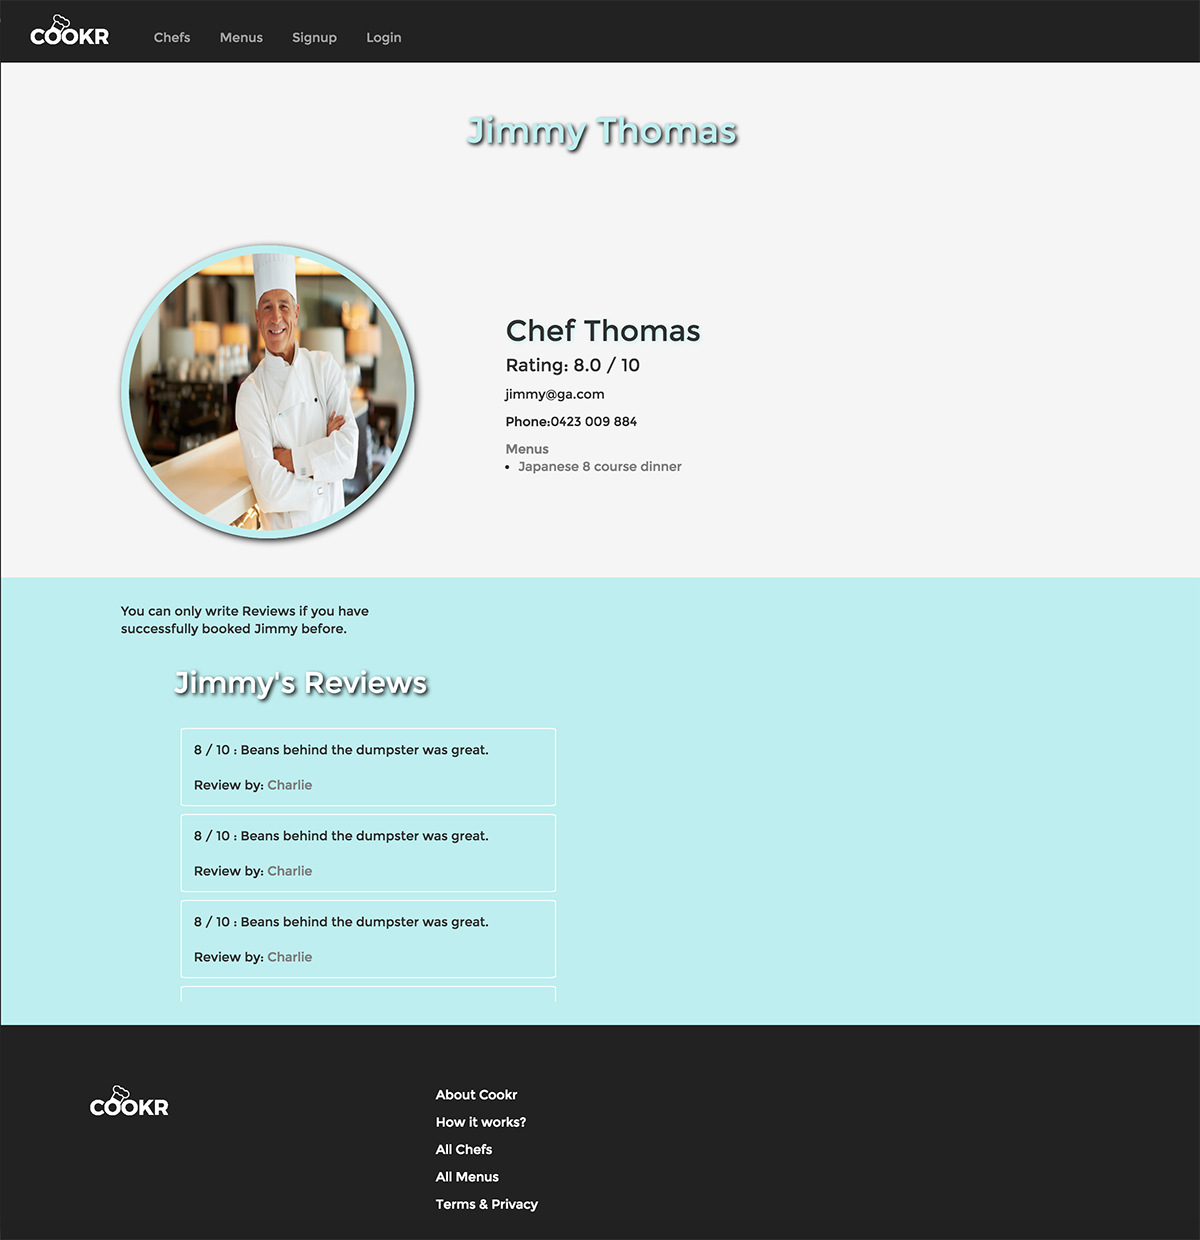 COOKR Chefs Menus Signup Login
Jimmy Thomas
Chef Thomas
Rating: 8.0 / 10
jimmy@ga.com
Phone:0423 009 884
Menus
• Japanese 8 course dinner
You can only write Reviews if you have
successfully booked Jimmy before.
Jimmy's Reviews
8 / 10 : Beans behind the dumpster was great.
Review by: Charlie
8 / 10 : Beans behind the dumpster was great.
Review by: Charlie
8 / 10 : Beans behind the dumpster was great.
Review by: Charlie
COOKR
About Cookr
How it works?
All Chefs
All Menus
Terms & Privacy